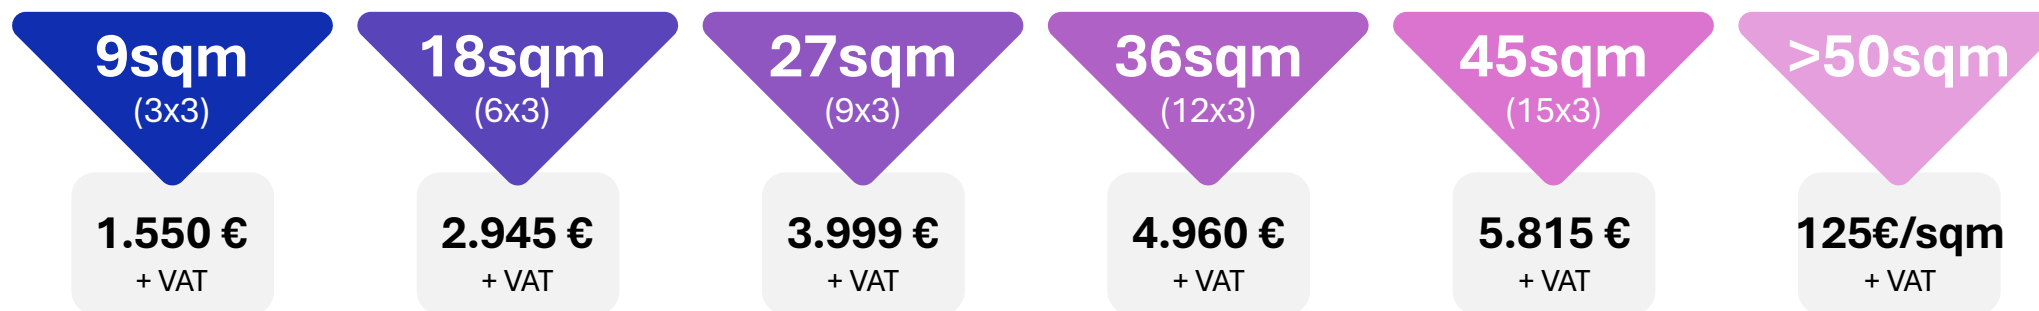 9sqm
(3x3)
1.550 €
+ VAT
18sqm
(6x3)
2.945 €
+ VAT
27sqm
(9x3)
3.999 €
+ VAT
36sqm
(12x3)
4.960 €
+ VAT
45sqm
(15x3)
5.815 €
+ VAT
>50sqm
125€/sqm
+ VAT